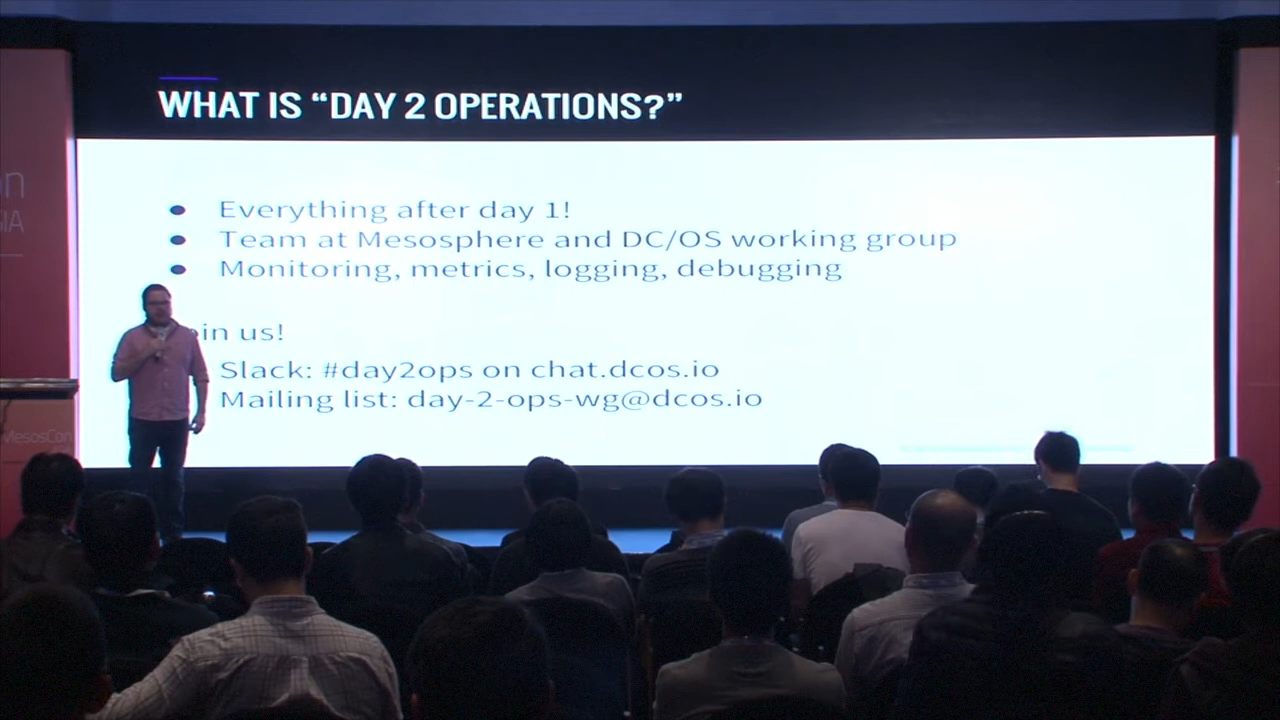 WHAT IS “DAY 2 OPERATIONS?”
Everything after day 1!
Team at Mesosphere and DC/OS working group
Monitoring, metrics, logging, debugging
in us!
Slack: #day2ops on chat.dcos.io
Mailing list: day-2-ops-wg@dcos.io
MesosCon